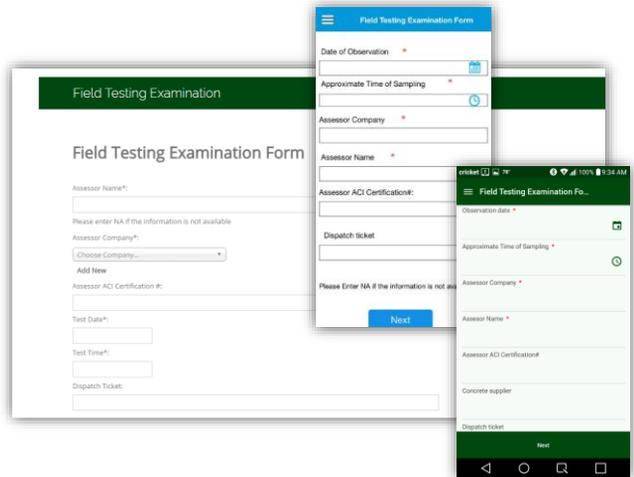 Field Testing Examination
Field Testing Examination Form
Assessor Name*:
Please enter NA if the information is not available
Assessor Company*:
Choose Company...
Add New
Assessor ACI Certification #:
Test Date*:
Test Time*:
Dispatch Ticket:
Field Testing Examination Form
Date of Observation *
Approximate Time of Sampling *
Assessor Company *
Assessor Name *
Assessor ACI Certification#:
Dispatch ticket
Please Enter NA if the information is not ava
Next
cricket 78° 100% 9:34 AM
Field Testing Examination Fo...
Observation date *
Approximate Time of Sampling *
Assessor Company *
Assessor Name *
Assessor ACI Certification#
Concrete supplier
Dispatch ticket
Next